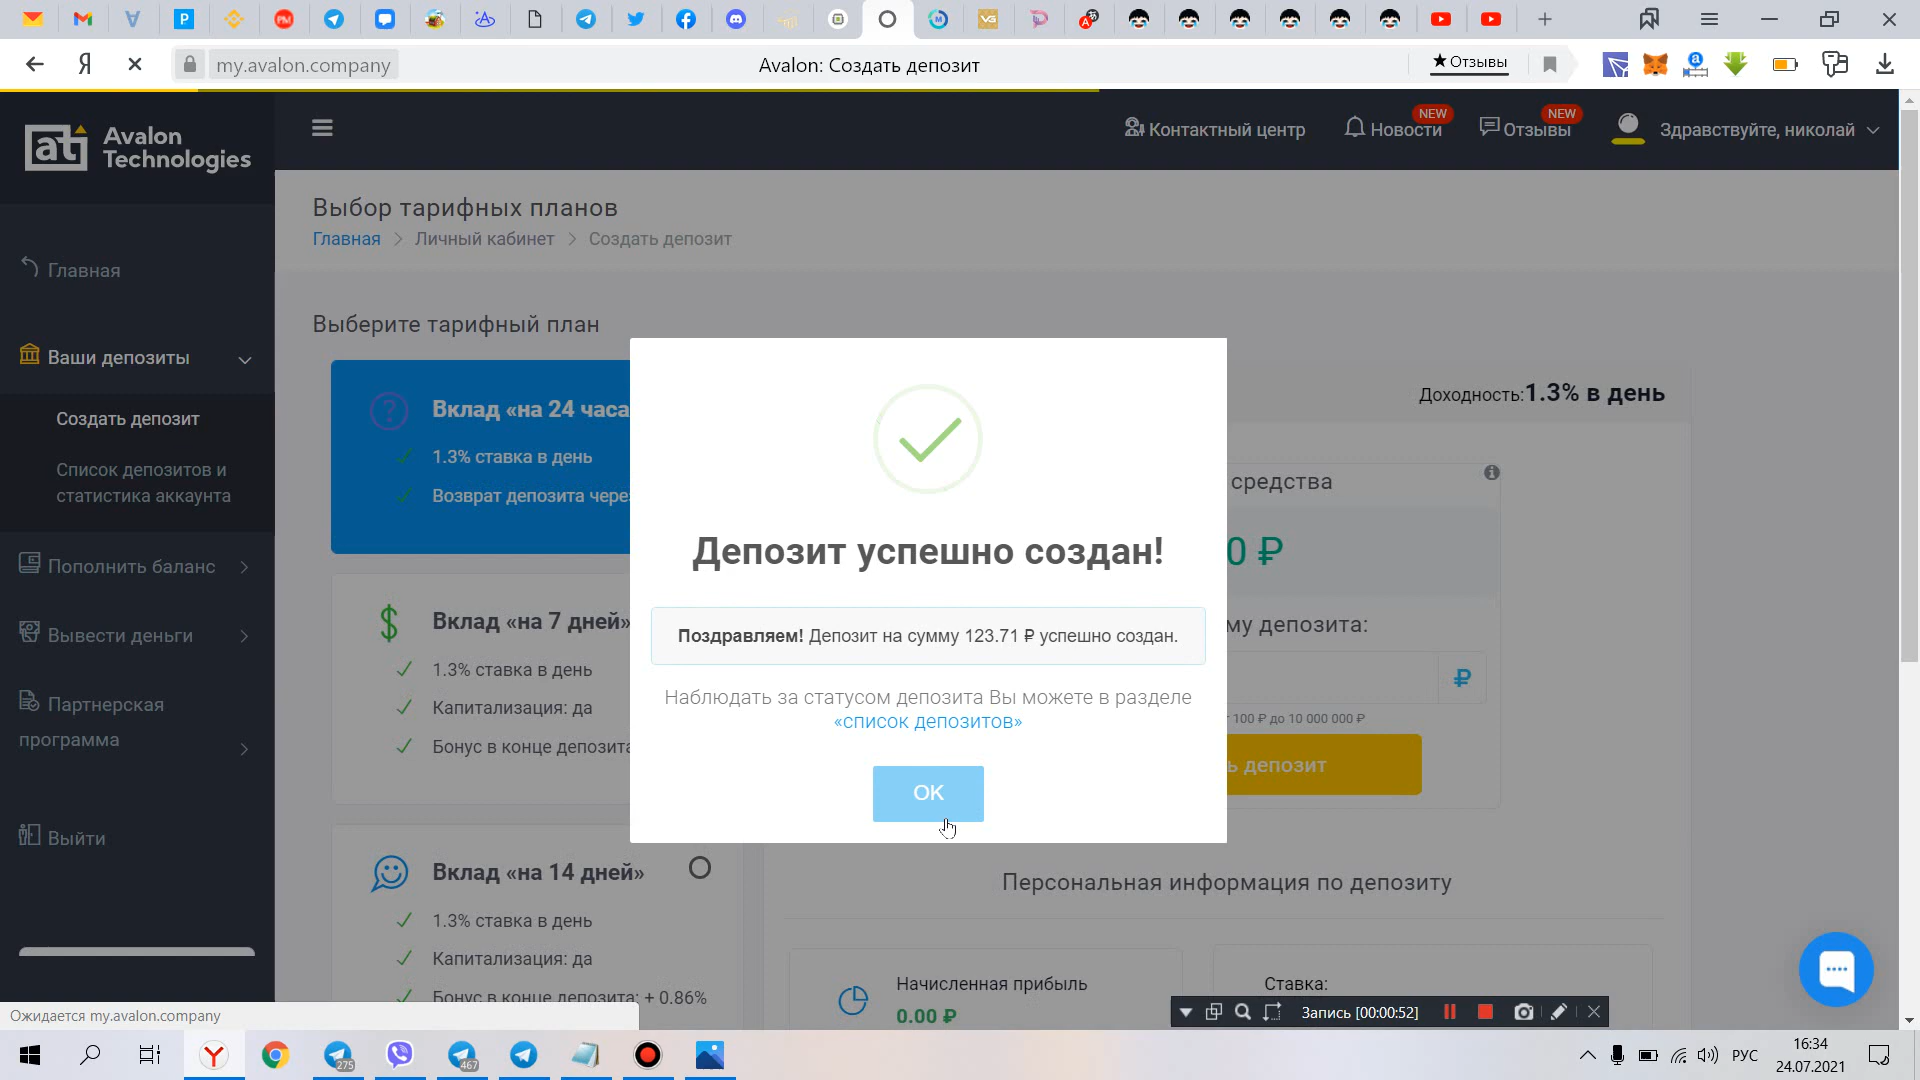 my.avalon.company
Avalon: Создать депозит
★Отзывы
Avalon
Technologies
Контактный центр
NEW
Новости
NEW
Отзывы
Здравствуйте, николай
Выбор тарифных планов
Главная > Личный кабинет > Создать депозит
Главная
Ваши депозиты
Создать депозит
Список депозитов и
статистика аккаунта
Пополнить баланс
Вывести деньги
Партнерская
программа
Выйти
Выберите тарифный план
Вклад «на 24 часа
1.3% ставка в день
Возврат депозита чере
Вклад «на 7 дней»
1.3% ставка в день
Капитализация: да
Бонус в конце депозита
Вклад «на 14 дней»
1.3% ставка в день
Капитализация: да
Бонус в конце депозита: + 0.86%
Доходность:1.3% в день
средства
0 ₽
му депозита:
₽
100 ₽ до 10 000 000 ₽
ь депозит
Депозит успешно создан!
Поздравляем! Депозит на сумму 123.71 ₽ успешно создан.
Наблюдать за статусом депозита Вы можете в разделе
«список депозитов»
OK
Персональная информация по депозиту
Начисленная прибыль
0.00 ₽
Ставка:
Запись [00:00:52]
Ожидается my.avalon.company
275
467
РУС
16:34
24.07.2021